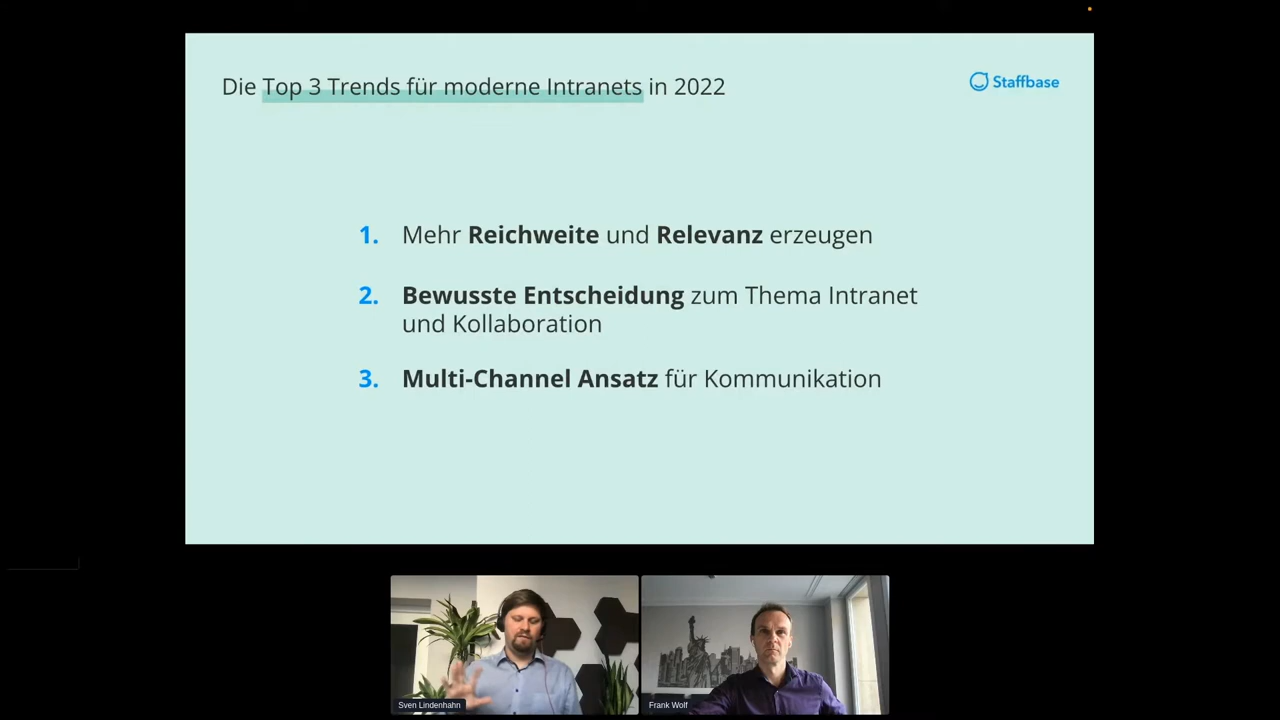 Die Top 3 Trends für moderne Intranets in 2022
Staffbase
1. Mehr Reichweite und Relevanz erzeugen
2. Bewusste Entscheidung zum Thema Intranet
und Kollaboration
3. Multi-Channel Ansatz für Kommunikation
Sven Lindenhahn
Frank Wolf